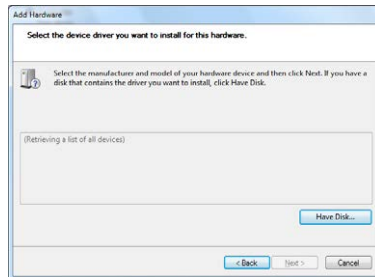 Add Hardware
Select the device driver you want to install for this hardware.
Select the manufacturer and model of your hardware device and then click Next. If you have a
disk that contains the driver you want to install, click Have Disk.
(Retrieving a list of all devices)
Have Disk...
< Back
Next >
Cancel